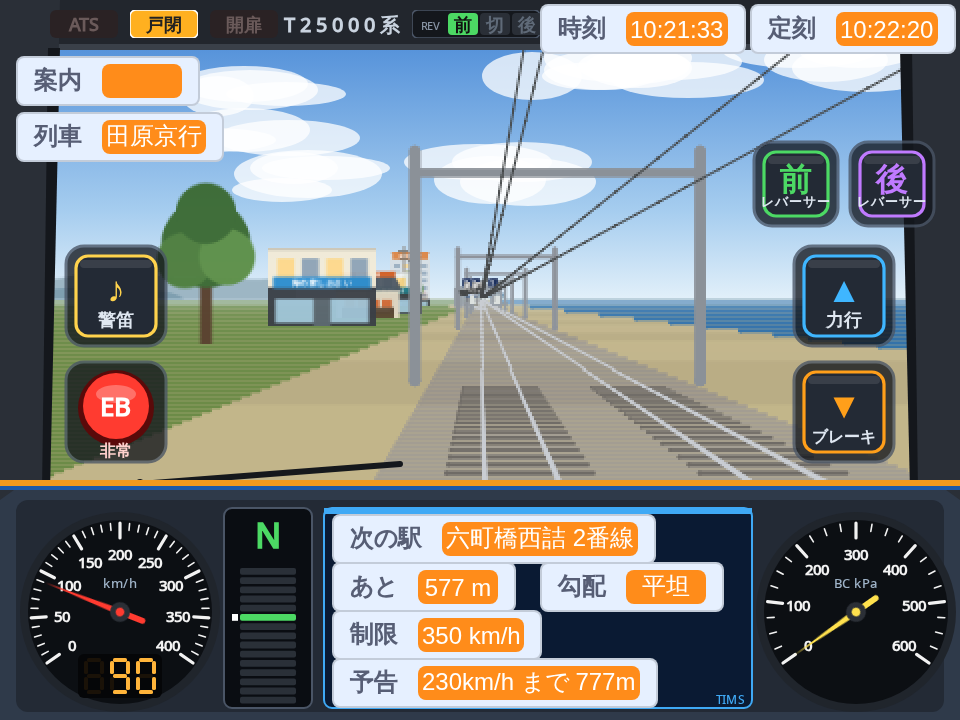 ATS 戸閉 開扉 T25000系 REV 前 切 後
時刻 10:21:33 定刻 10:22:20
案内
列車 田原京行
前 レバーサー
後 レバーサー
♪
警笛
▲
力行
EB
非常
▼
ブレーキ
0 50 100 150 200 250 300 350 400
km/h
90
N
次の駅 六町橋西詰 2番線
あと 577 m 勾配 平坦
制限 350 km/h
予告 230km/h まで 777m
TIMS
0 100 200 300 400 500 600
BC kPa